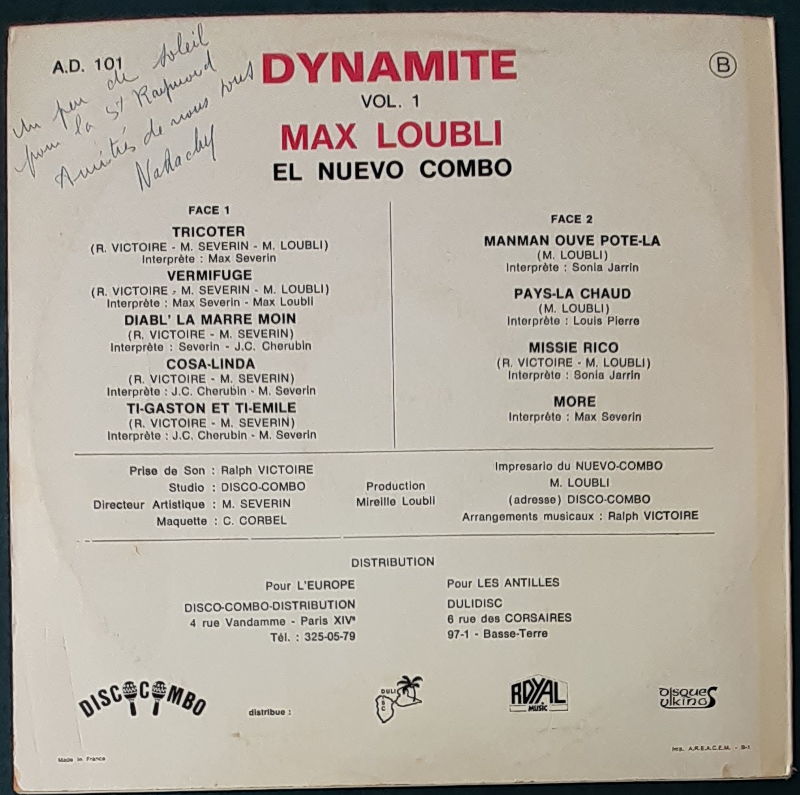 A.D. 101
Un peu de soleil
pour la St Raymond
Amitiés de nous tous
DYNAMITE
VOL. 1
MAX LOUBLI
EL NUEVO COMBO
B
FACE 1
TRICOTER
(R. VICTOIRE - M. SEVERIN - M. LOUBLI)
Interprète : Max Severin
VERMIFUGE
(R. VICTOIRE - M. SEVERIN - M. LOUBLI)
Interprète : Max Severin - Max Loubli
DIABL' LA MARRE MOIN
(R. VICTOIRE - M. SEVERIN)
Interprète : Severin - J.C. Cherubin
COSA-LINDA
(R. VICTOIRE - M. SEVERIN)
Interprète : J.C. Cherubin - M. Severin
TI-GASTON ET TI-EMILE
(R. VICTOIRE - M. SEVERIN)
Interprète : J.C. Cherubin - M. Severin
FACE 2
MANMAN OUVE POTE-LA
(M. LOUBLI)
Interprète : Sonia Jarrin
PAYS-LA CHAUD
(M. LOUBLI)
Interprète : Louis Pierre
MISSIE RICO
(R. VICTOIRE - M. LOUBLI)
Interprète : Sonia Jarrin
MORE
Interprète : Max Severin
Prise de Son : Ralph VICTOIRE
Studio : DISCO-COMBO
Directeur Artistique : M. SEVERIN
Maquette : C. CORBEL
Production
Mireille Loubli
Impresario du NUEVO-COMBO
M. LOUBLI
(adresse) DISCO-COMBO
Arrangements musicaux : Ralph VICTOIRE
DISTRIBUTION
Pour L'EUROPE
DISCO-COMBO-DISTRIBUTION
4 rue Vandamme - Paris XIVe
Tél. : 325-05-79
Pour LES ANTILLES
DULIDISC
6 rue des CORSAIRES
97-1 - Basse-Terre
DISCO COMBO
distribue :
DULI
DISC
ROYAL
MUSIC
DISQUES
VIKINGS
Made in France
Imp. A.R.E.A.C.E.M. - B-1